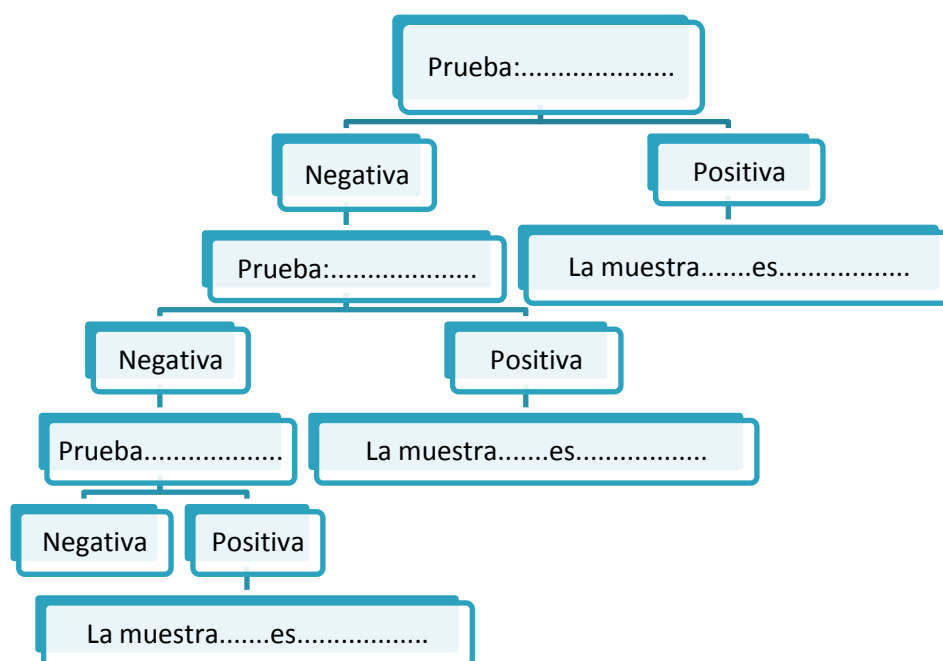 Prueba:.....................
Negativa
Positiva
Prueba:....................
La muestra.......es..................
Negativa
Positiva
Prueba...................
La muestra.......es..................
Negativa
Positiva
La muestra.......es..................